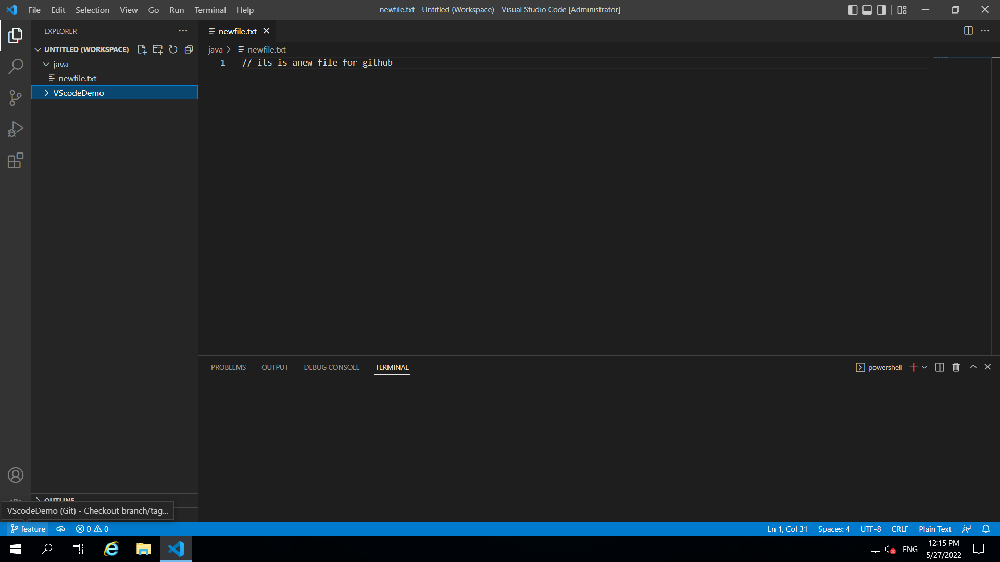 File Edit Selection View Go Run Terminal Help
newfile.txt - Untitled (Workspace) - Visual Studio Code [Administrator]
EXPLORER
newfile.txt
UNTITLED (WORKSPACE)
java
newfile.txt
VScodeDemo
java newfile.txt
1 // its is anew file for github
PROBLEMS OUTPUT DEBUG CONSOLE TERMINAL
powershell
OUTLINE
VScodeDemo (Git) - Checkout branch/tag...
feature 0 0 Ln 1, Col 31 Spaces: 4 UTF-8 CRLF Plain Text
ENG
12:15 PM
5/27/2022